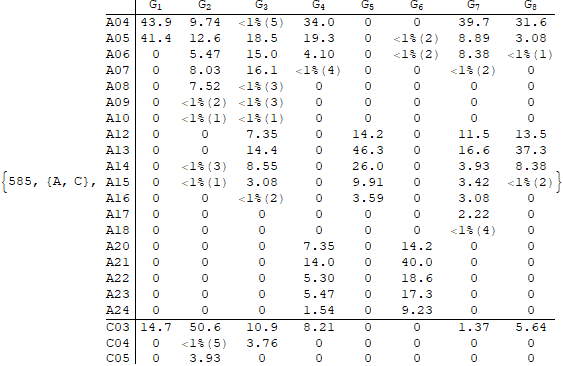 G1 G2 G3 G4 G5 G6 G7 G8
A04 43.9 9.74 <1%(5) 34.0 0 0 39.7 31.6
A05 41.4 12.6 18.5 19.3 0 <1%(2) 8.89 3.08
A06 0 5.47 15.0 4.10 0 <1%(2) 8.38 <1%(1)
A07 0 8.03 16.1 <1%(4) 0 0 <1%(2) 0
A08 0 7.52 <1%(3) 0 0 0 0 0
A09 0 <1%(2) <1%(3) 0 0 0 0 0
A10 0 <1%(1) <1%(1) 0 0 0 0 0
A12 0 0 7.35 0 14.2 0 11.5 13.5
A13 0 0 14.4 0 46.3 0 16.6 37.3
A14 0 <1%(3) 8.55 0 26.0 0 3.93 8.38
{585, {A, C}, A15 0 <1%(1) 3.08 0 9.91 0 3.42 <1%(2)}
A16 0 0 <1%(2) 0 3.59 0 3.08 0
A17 0 0 0 0 0 0 2.22 0
A18 0 0 0 0 0 0 <1%(4) 0
A20 0 0 0 7.35 0 14.2 0 0
A21 0 0 0 14.0 0 40.0 0 0
A22 0 0 0 5.30 0 18.6 0 0
A23 0 0 0 5.47 0 17.3 0 0
A24 0 0 0 1.54 0 9.23 0 0
C03 14.7 50.6 10.9 8.21 0 0 1.37 5.64
C04 0 <1%(5) 3.76 0 0 0 0 0
C05 0 3.93 0 0 0 0 0 0